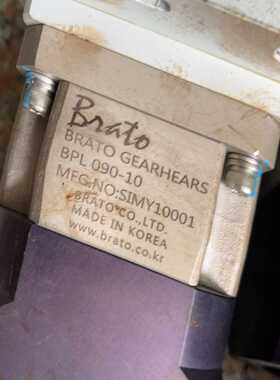 Brato
BRATO GEARHEARS
BPL 090-10
MFG.NO:SIMY10001
BRATO CO.,LTD.
MADE IN KOREA
www.brato.co.kr